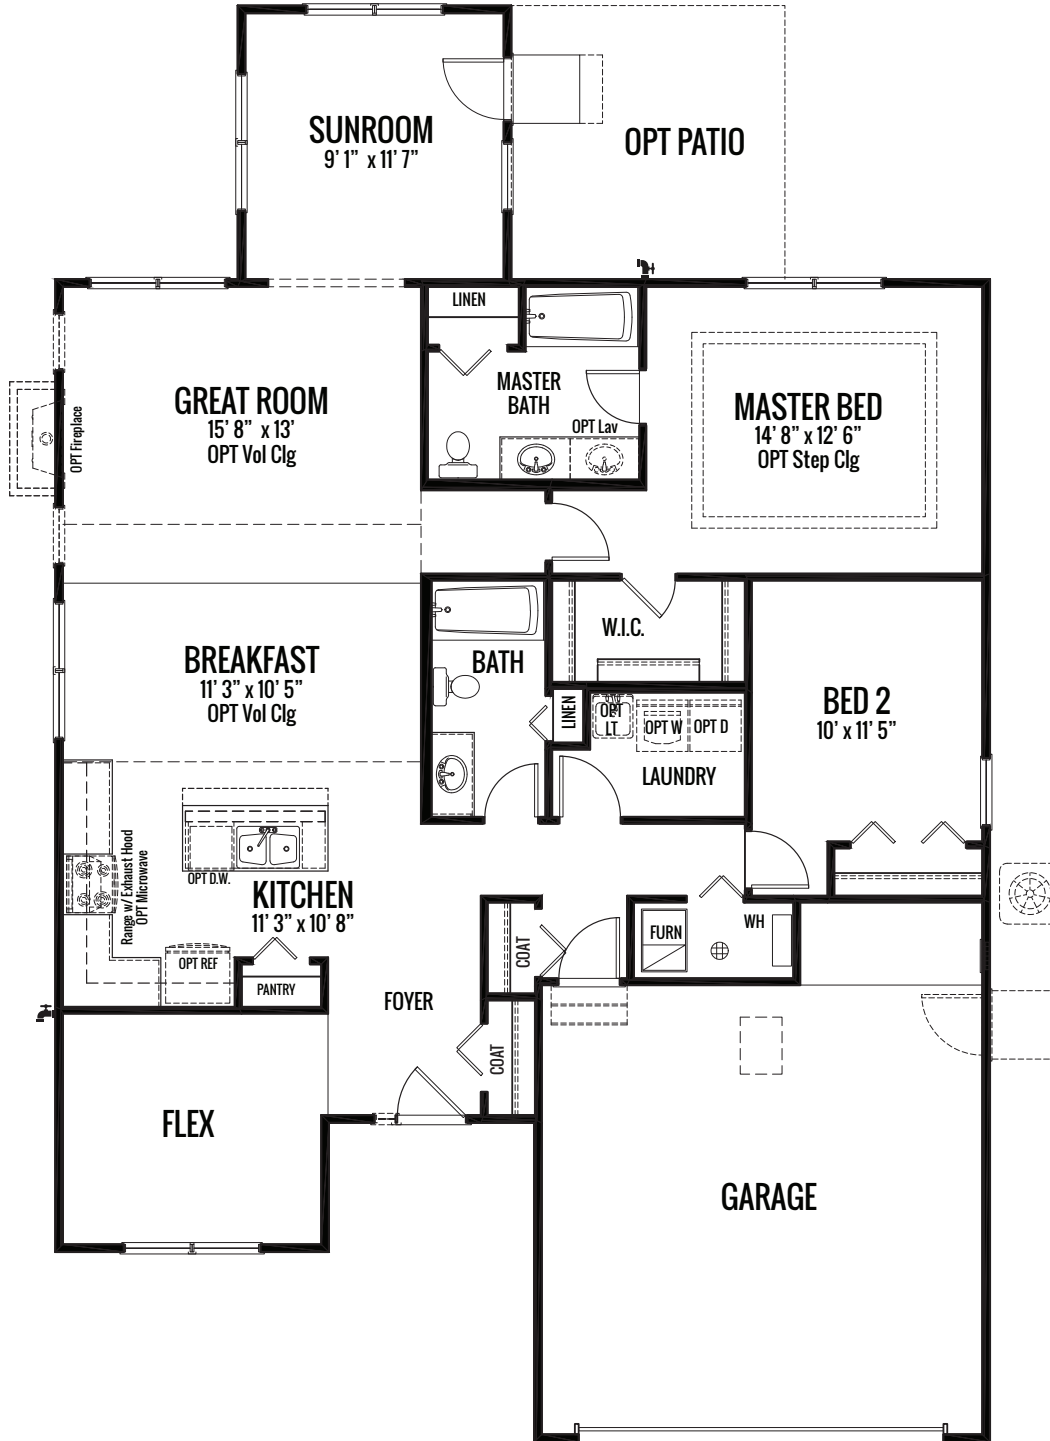 SUNROOM
9' 1" x 11' 7"
OPT PATIO
LINEN
MASTER
BATH
OPT Lav
GREAT ROOM
15' 8" x 13'
OPT Vol Clg
OPT Fireplace
MASTER BED
14' 8" x 12' 6"
OPT Step Clg
W.I.C.
BREAKFAST
11' 3" x 10' 5"
OPT Vol Clg
BATH
LINEN
OPT
LT
OPT W
OPT D
LAUNDRY
BED 2
10' x 11' 5"
Range w/ Exhaust Hood
OPT Microwave
OPT D.W.
KITCHEN
11' 3" x 10' 8"
OPT REF
PANTRY
FOYER
COAT
COAT
FURN
WH
FLEX
GARAGE